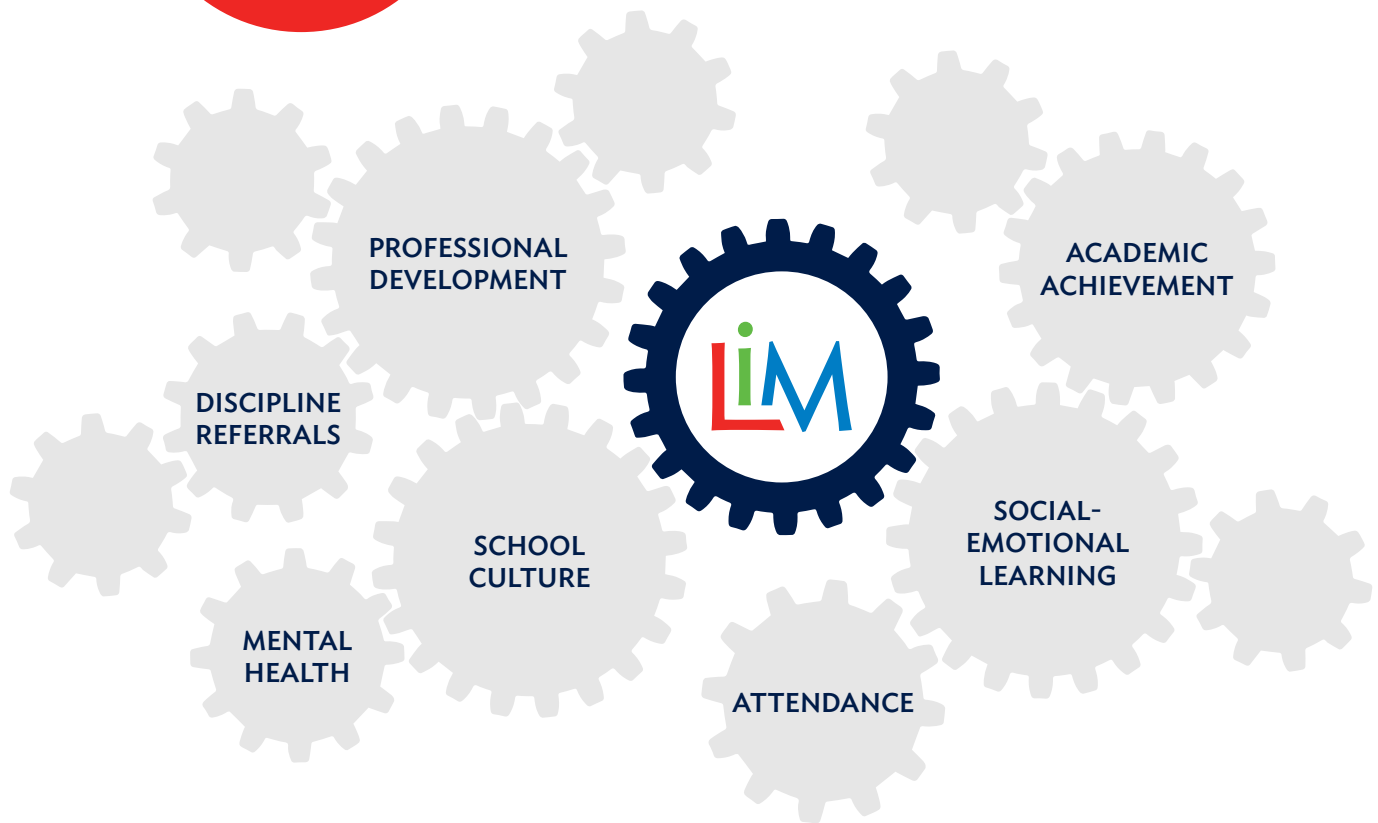 PROFESSIONAL
DEVELOPMENT
ACADEMIC
ACHIEVEMENT
LiM
DISCIPLINE
REFERRALS
SCHOOL
CULTURE
SOCIAL-
EMOTIONAL
LEARNING
MENTAL
HEALTH
ATTENDANCE